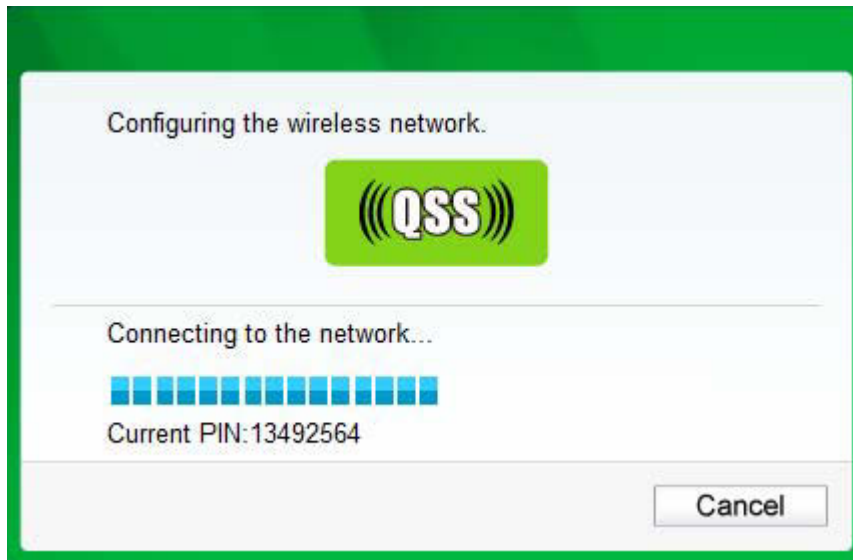 Configuring the wireless network.
(((QSS)))
Connecting to the network...
Current PIN:13492564
Cancel